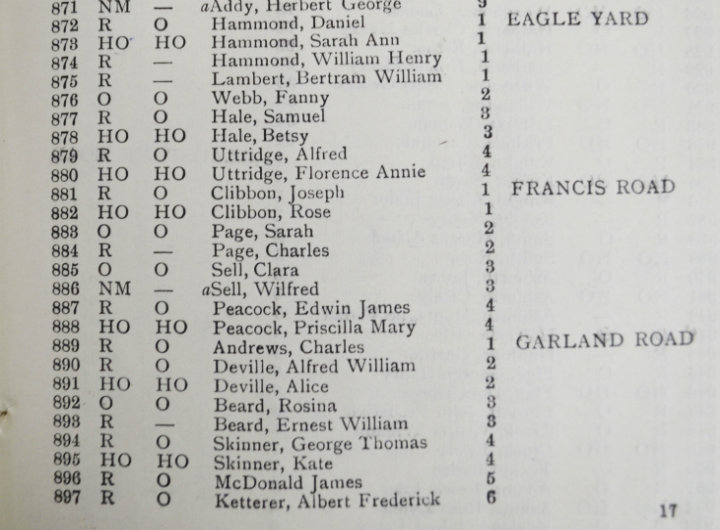 871 NM — aAddy, Herbert George 9
872 R O Hammond, Daniel 1 EAGLE YARD
873 HO HO Hammond, Sarah Ann 1
874 R — Hammond, William Henry 1
875 R — Lambert, Bertram William 1
876 O O Webb, Fanny 2
877 R O Hale, Samuel 3
878 HO HO Hale, Betsy 3
879 R O Uttridge, Alfred 4
880 HO HO Uttridge, Florence Annie 4
881 R O Clibbon, Joseph 1 FRANCIS ROAD
882 HO HO Clibbon, Rose 1
883 O O Page, Sarah 2
884 R — Page, Charles 2
885 O O Sell, Clara 3
886 NM — aSell, Wilfred 3
887 R O Peacock, Edwin James 4
888 HO HO Peacock, Priscilla Mary 4
889 R O Andrews, Charles 1 GARLAND ROAD
890 R O Deville, Alfred William 2
891 HO HO Deville, Alice 2
892 O O Beard, Rosina 3
893 R — Beard, Ernest William 3
894 R O Skinner, George Thomas 4
895 HO HO Skinner, Kate 4
896 R O McDonald James 5
897 R O Ketterer, Albert Frederick 6
17